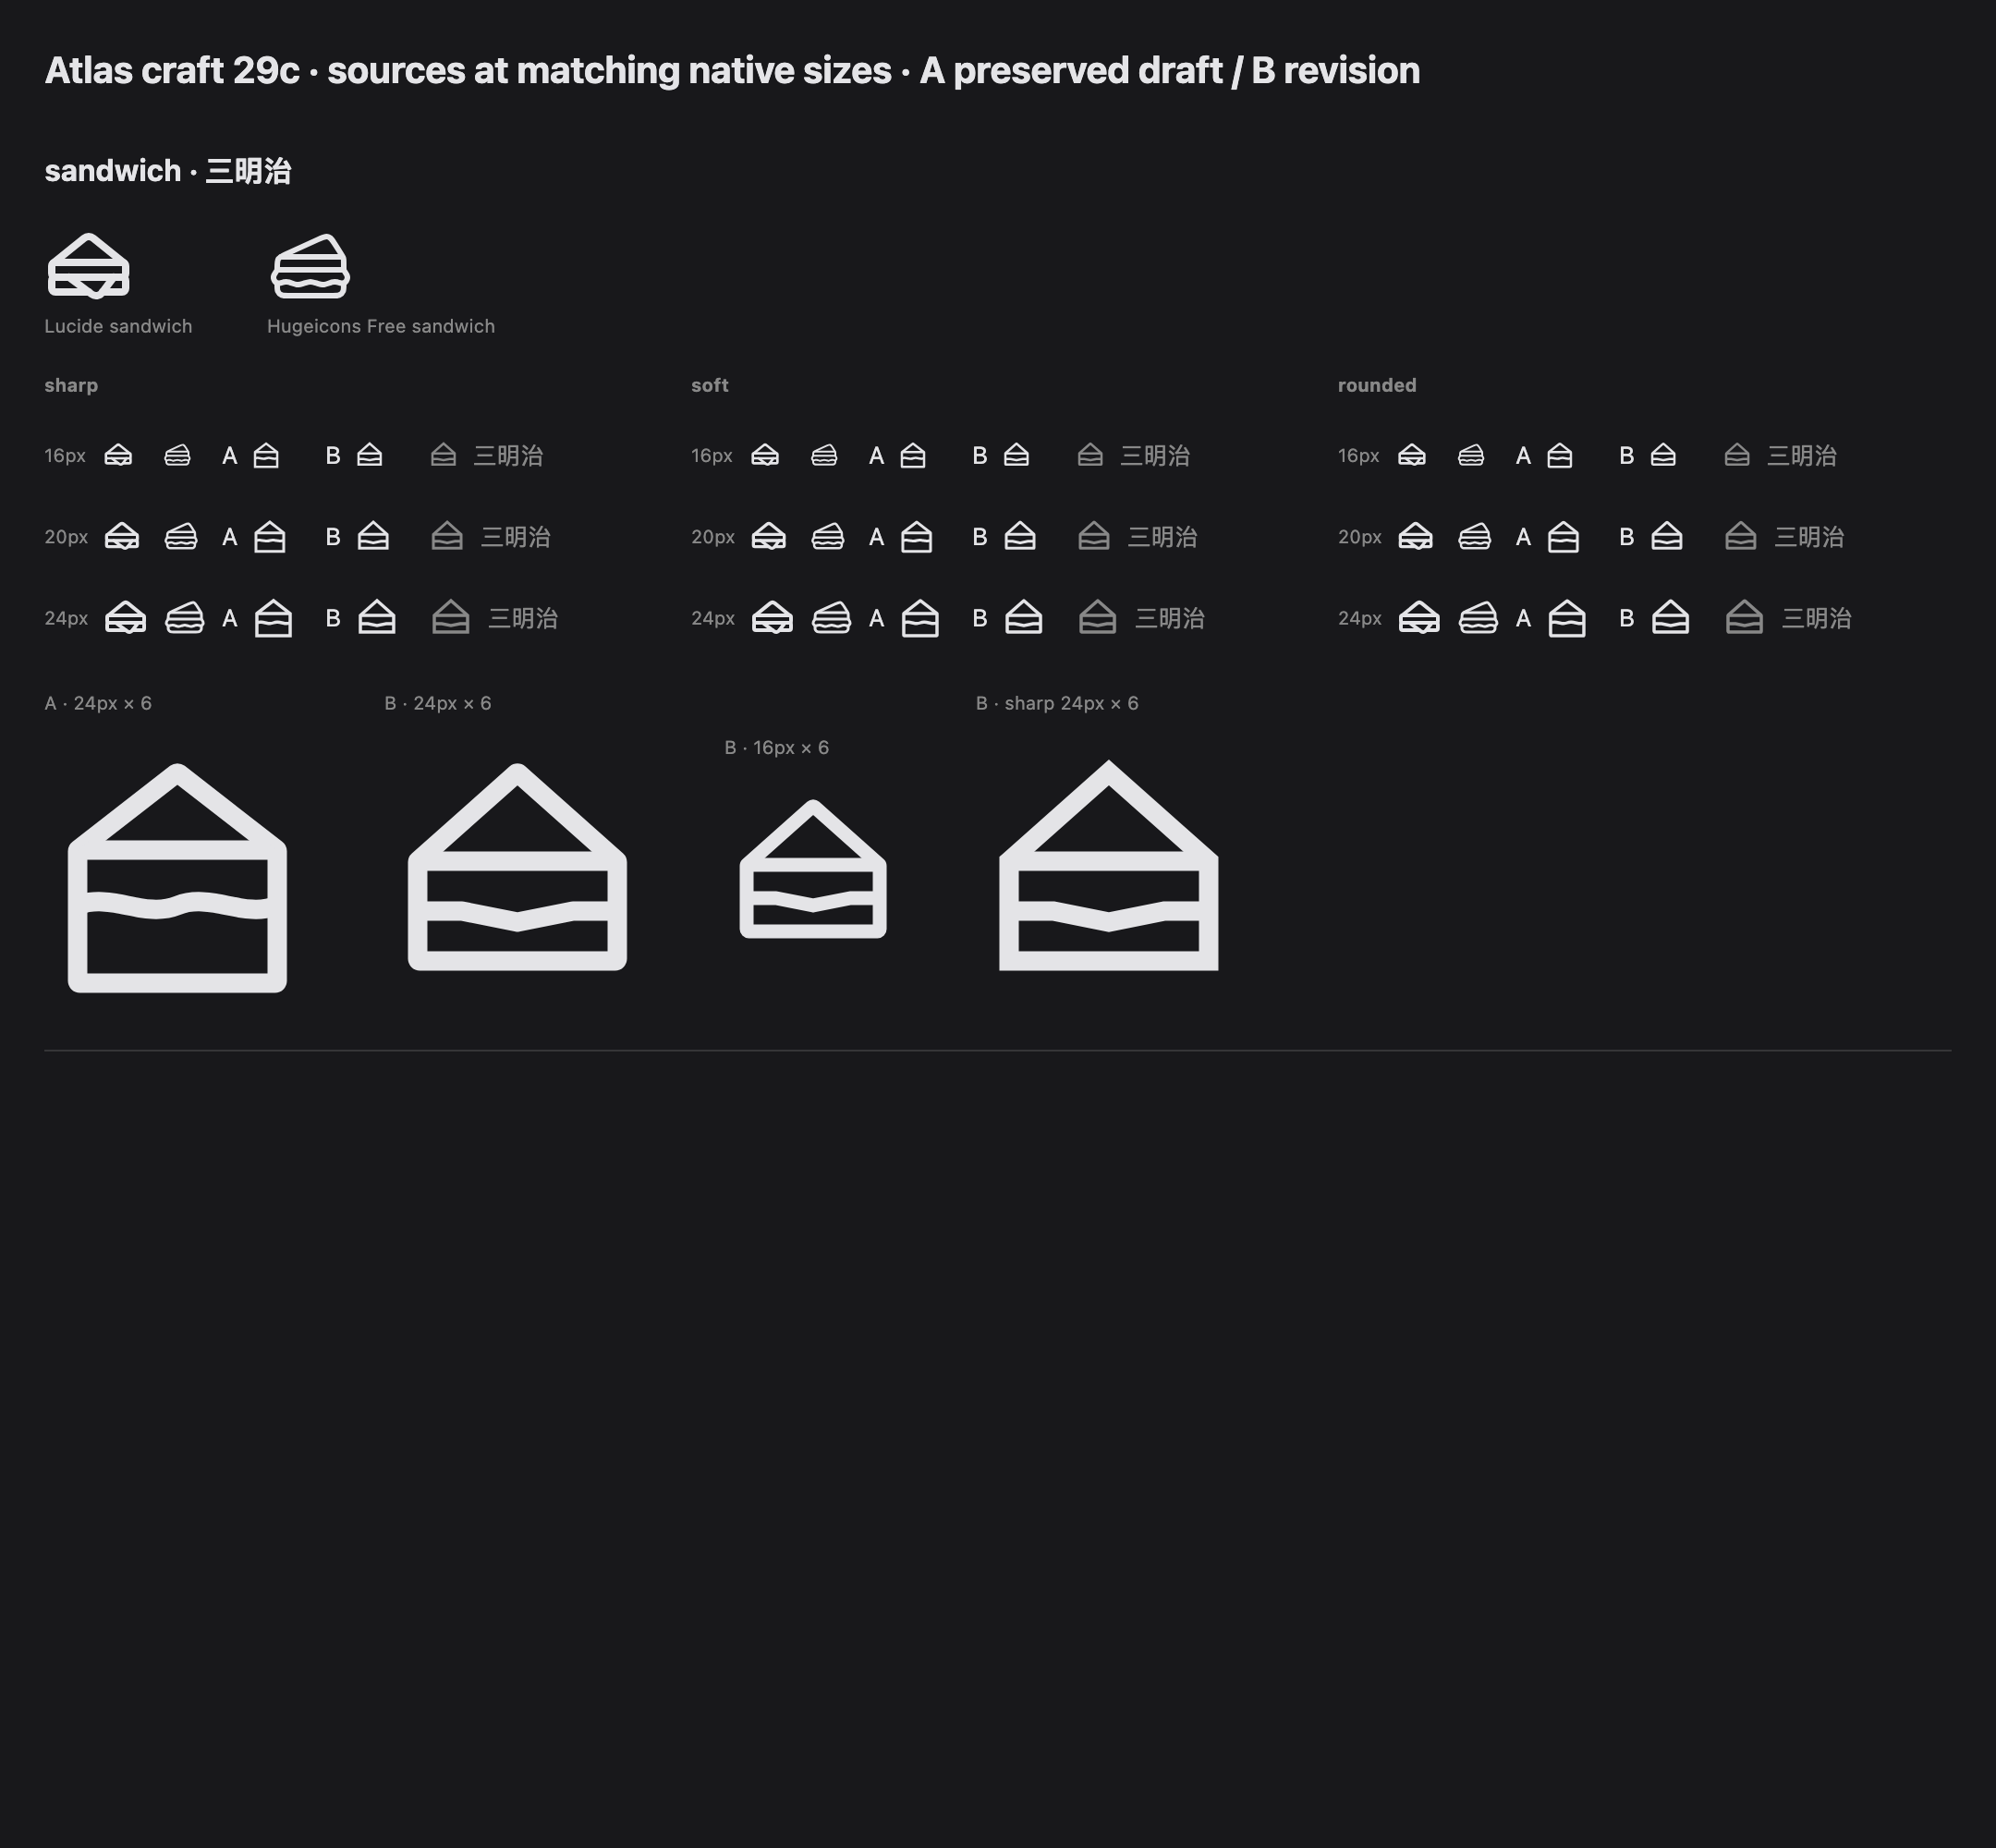 Atlas craft 29c · sources at matching native sizes · A preserved draft / B revision
sandwich · 三明治
Lucide sandwich
Hugeicons Free sandwich
sharp
soft
rounded
16px A B 三明治
16px A B 三明治
16px A B 三明治
20px A B 三明治
20px A B 三明治
20px A B 三明治
24px A B 三明治
24px A B 三明治
24px A B 三明治
A · 24px × 6
B · 24px × 6
B · 16px × 6
B · sharp 24px × 6